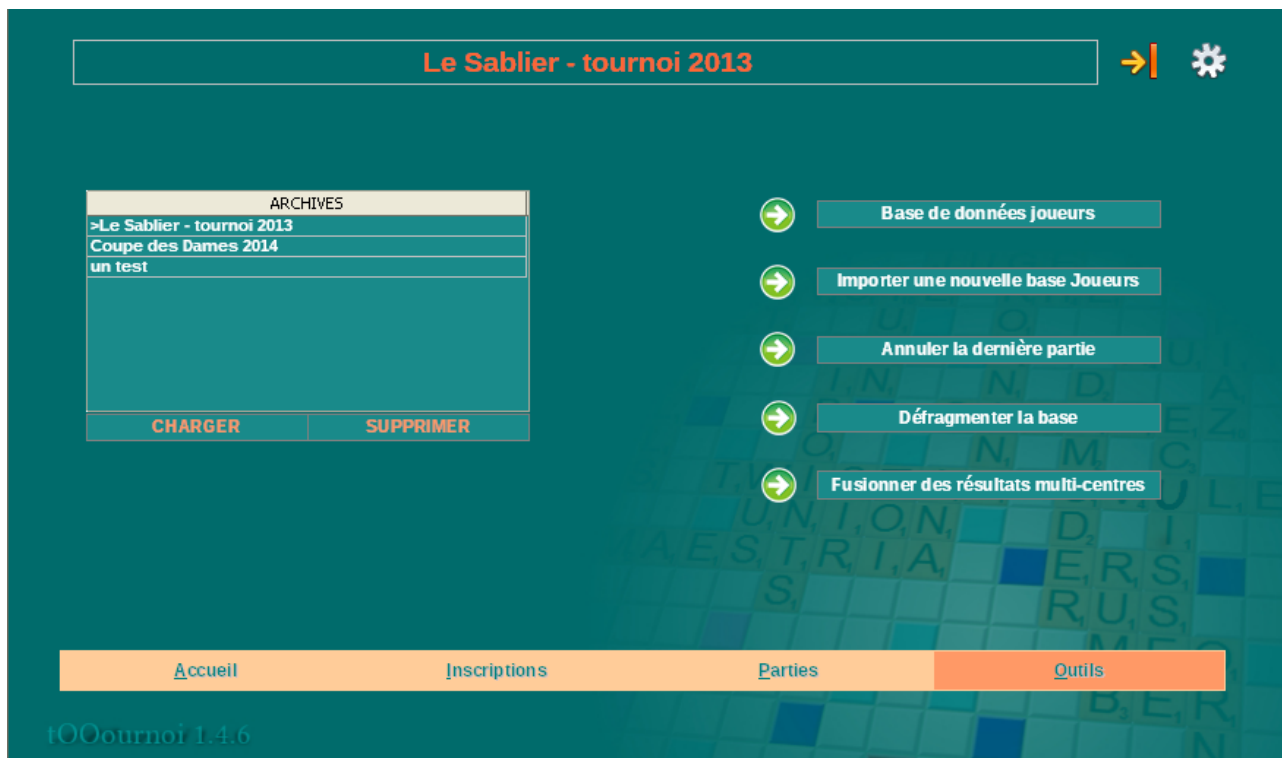 Le Sablier - tournoi 2013
ARCHIVES
>Le Sablier - tournoi 2013
Coupe des Dames 2014
un test
CHARGER SUPPRIMER
Base de données joueurs
Importer une nouvelle base Joueurs
Annuler la dernière partie
Défragmenter la base
Fusionner des résultats multi-centres
UNION
MAESTRIA
Accueil Inscriptions Parties Outils
tOOournoi 1.4.6